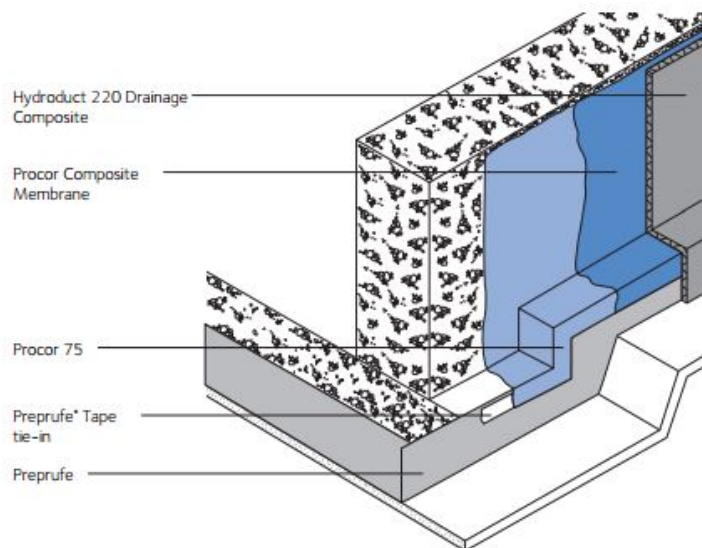 Hydroduct 220 Drainage
Composite
Procor Composite
Membrane
Procor 75
Preprufe® Tape
tie-in
Preprufe